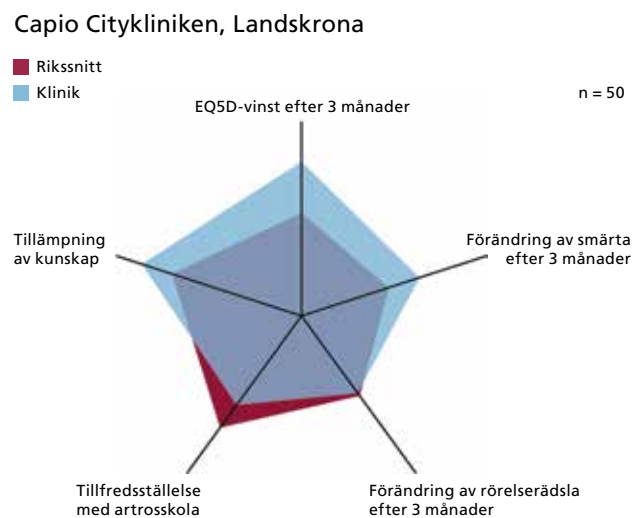 Capio Citykliniken, Landskrona
Rikssnitt
Klinik
n = 50
EQ5D-vinst efter 3 månader
Tillämpning
av kunskap
Förändring av smärta
efter 3 månader
Tillfredsställelse
med artrosskola
Förändring av rörelserädsla
efter 3 månader